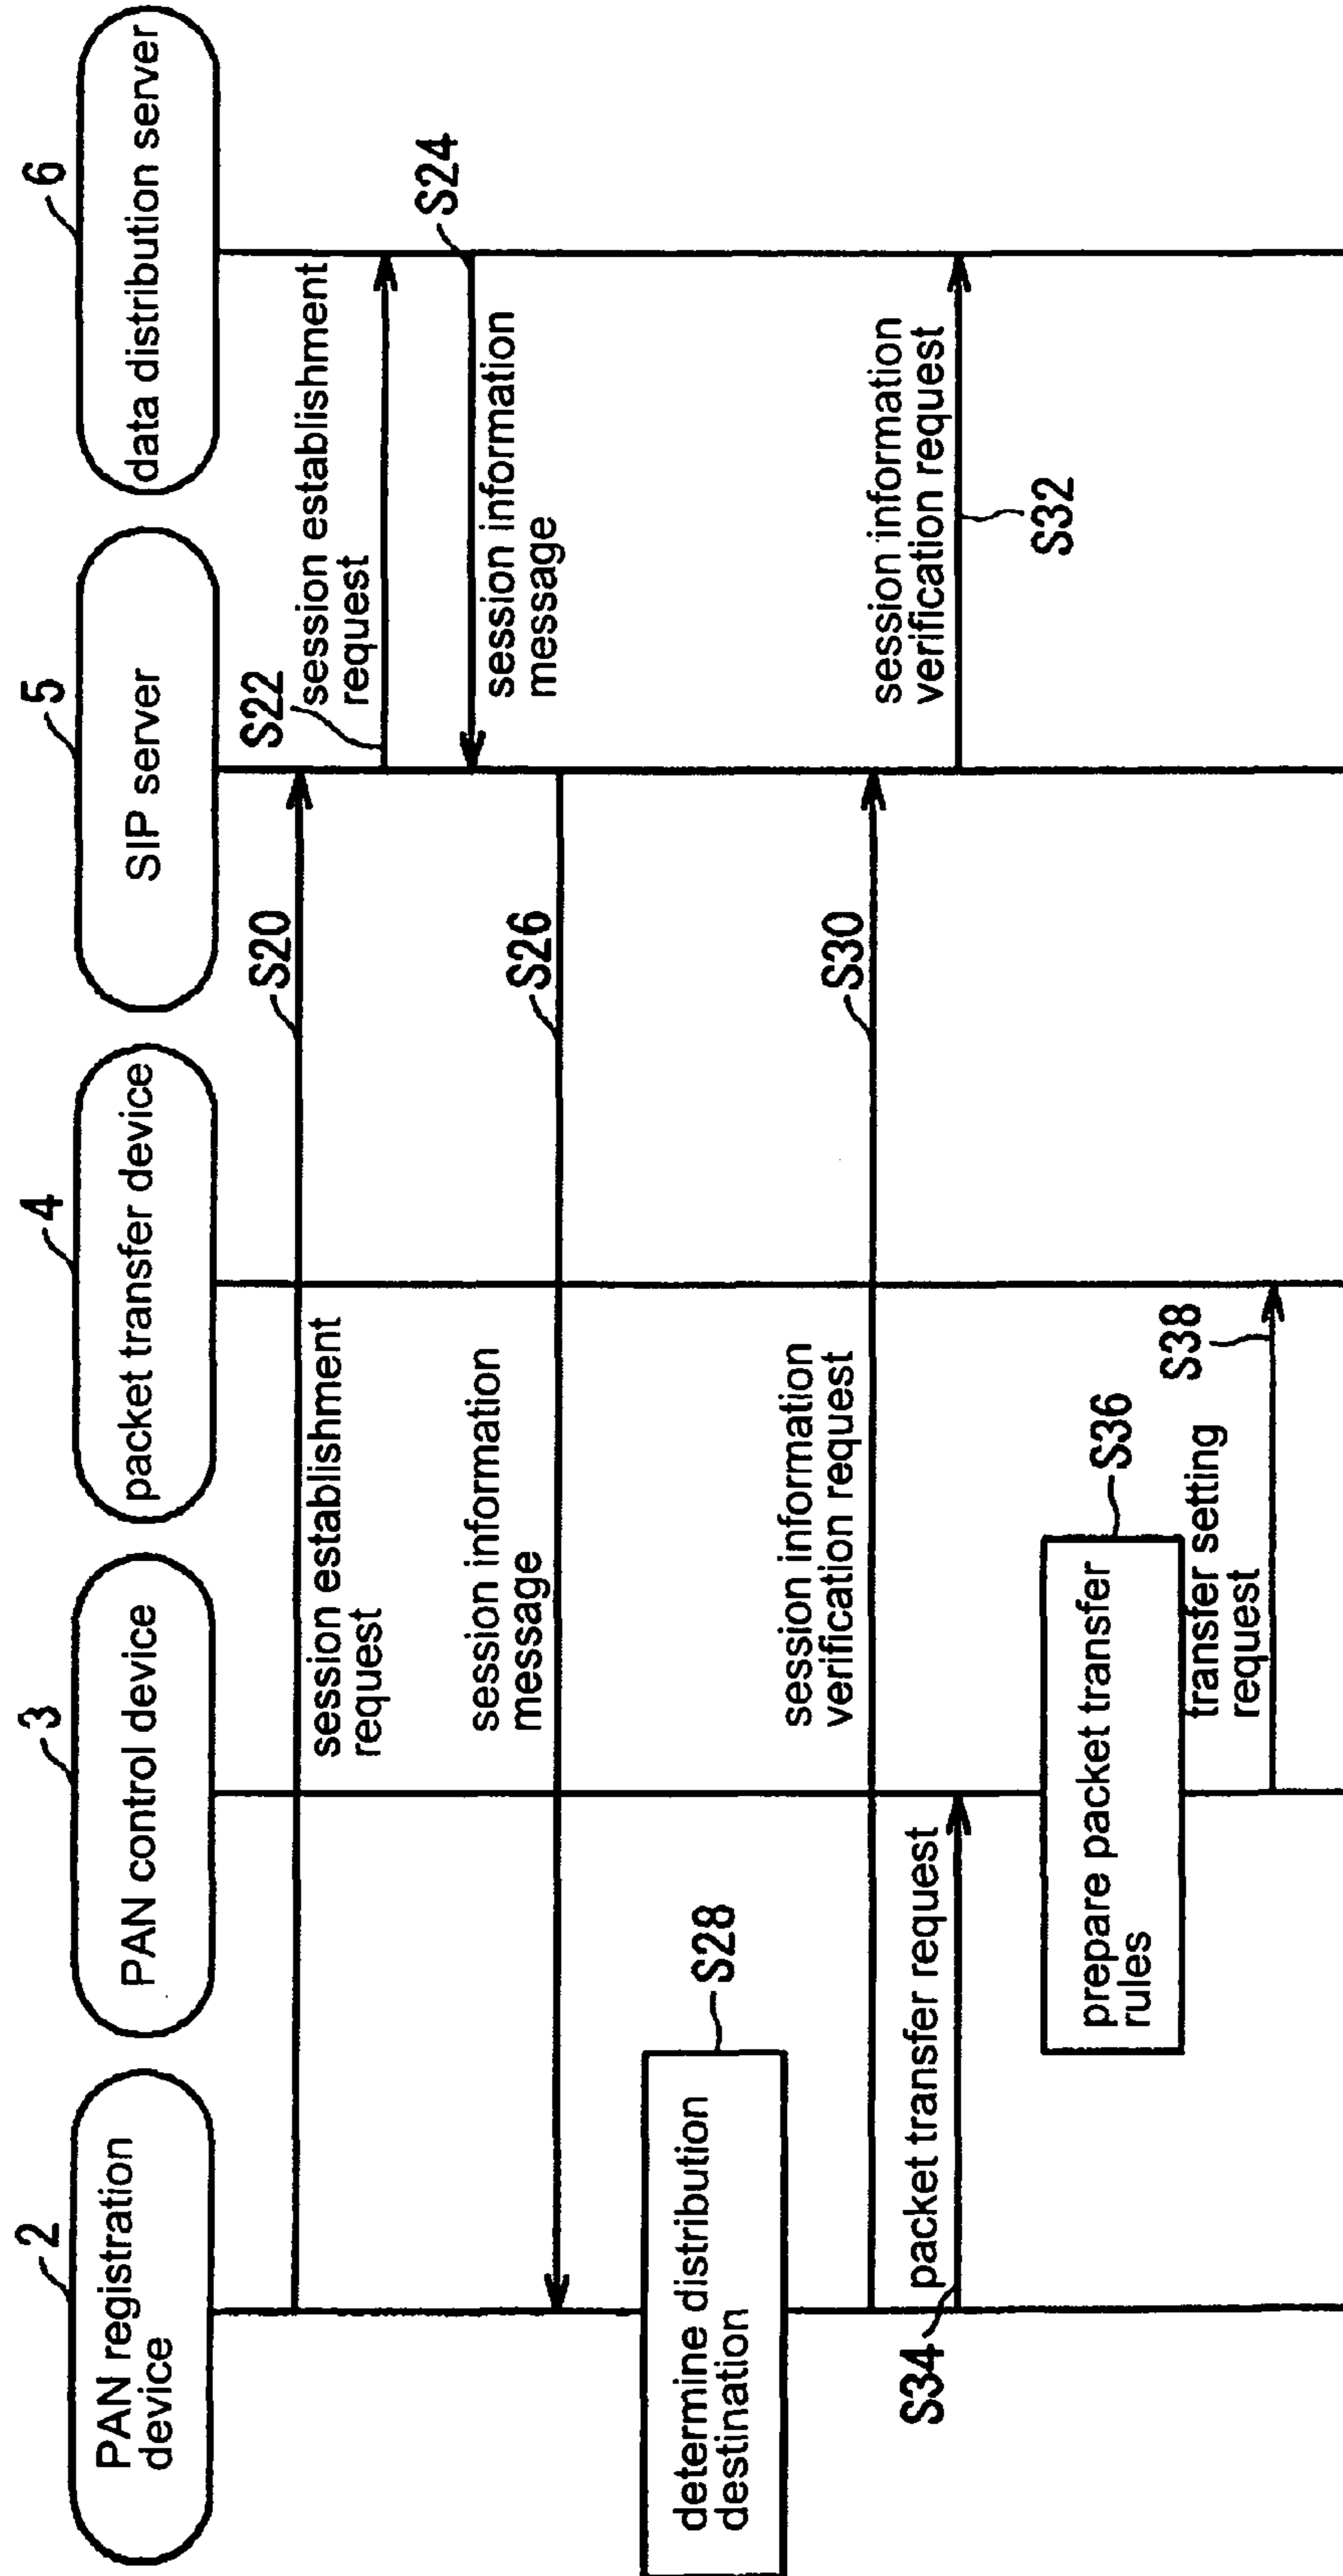 2
PAN registration
device
3
PAN control device
4
packet transfer device
5
SIP server
6
data distribution server
S20
session establishment
request
S22
session establishment
request
S24
session information
message
S26
session information
message
determine distribution
destination
S28
S30
session information
verification request
session information
verification request
S32
S34
packet transfer request
prepare packet transfer
rules
S36
transfer setting
request
S38